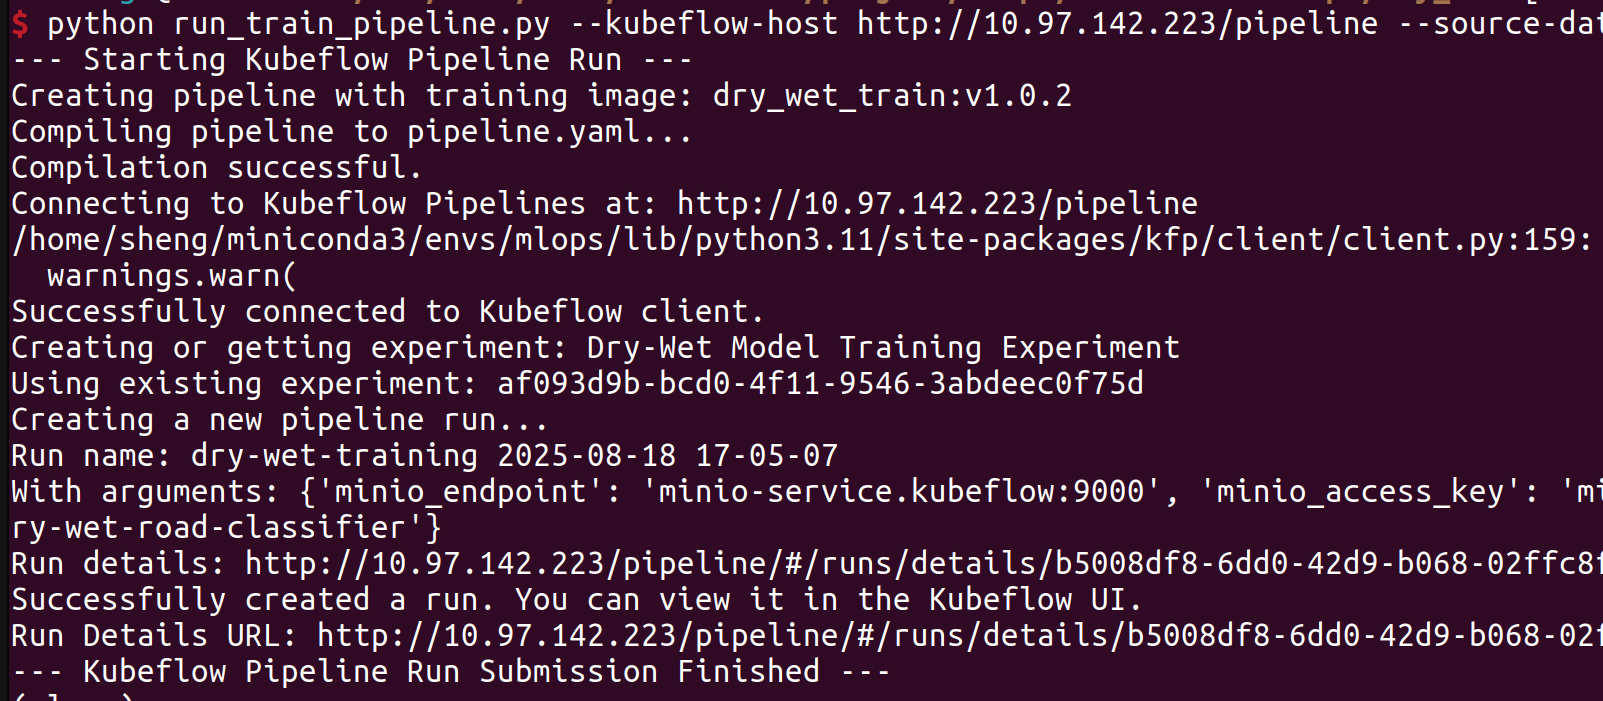 $ python run_train_pipeline.py --kubeflow-host http://10.97.142.223/pipeline --source-dat
--- Starting Kubeflow Pipeline Run ---
Creating pipeline with training image: dry_wet_train:v1.0.2
Compiling pipeline to pipeline.yaml...
Compilation successful.
Connecting to Kubeflow Pipelines at: http://10.97.142.223/pipeline
/home/sheng/miniconda3/envs/mlops/lib/python3.11/site-packages/kfp/client/client.py:159:
  warnings.warn(
Successfully connected to Kubeflow client.
Creating or getting experiment: Dry-Wet Model Training Experiment
Using existing experiment: af093d9b-bcd0-4f11-9546-3abdeec0f75d
Creating a new pipeline run...
Run name: dry-wet-training 2025-08-18 17-05-07
With arguments: {'minio_endpoint': 'minio-service.kubeflow:9000', 'minio_access_key': 'mi
ry-wet-road-classifier'}
Run details: http://10.97.142.223/pipeline/#/runs/details/b5008df8-6dd0-42d9-b068-02ffc8f
Successfully created a run. You can view it in the Kubeflow UI.
Run Details URL: http://10.97.142.223/pipeline/#/runs/details/b5008df8-6dd0-42d9-b068-02f
--- Kubeflow Pipeline Run Submission Finished ---